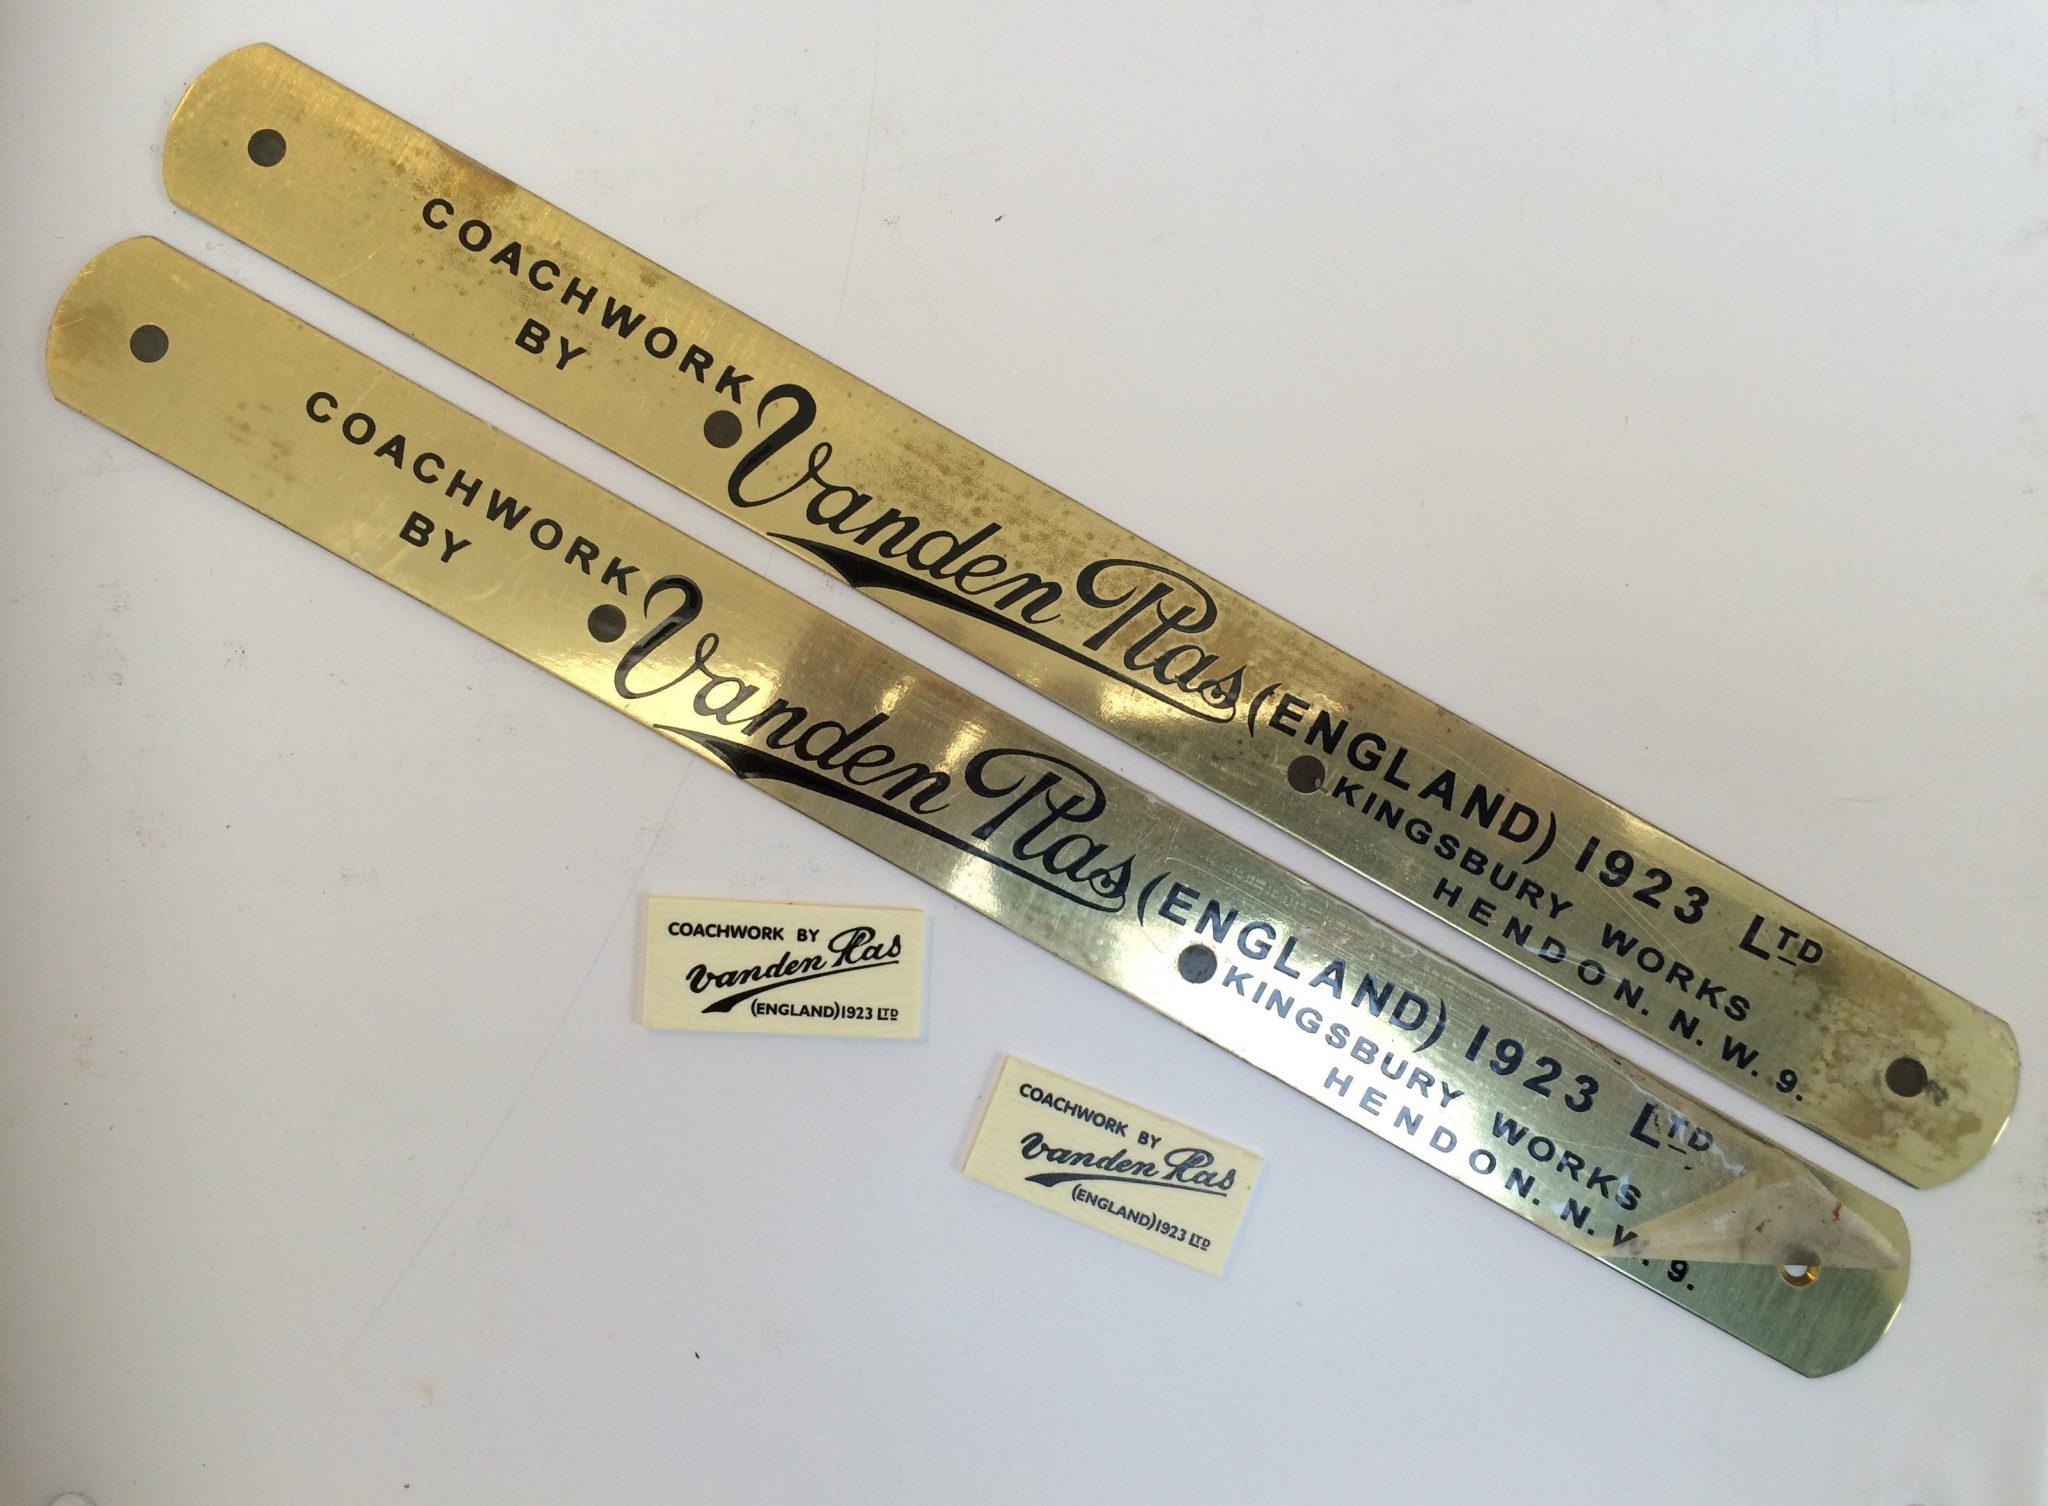 COACHWORK
BY
Vanden Plas (ENGLAND) 1923 LTD
KINGSBURY WORKS
HENDON. N. W. 9.
COACHWORK
BY
Vanden Plas (ENGLAND) 1923 LTD
KINGSBURY WORKS
HENDON. N. W. 9.
COACHWORK BY
Vanden Plas
(ENGLAND) 1923 LTD
COACHWORK BY
Vanden Plas
(ENGLAND) 1923 LTD